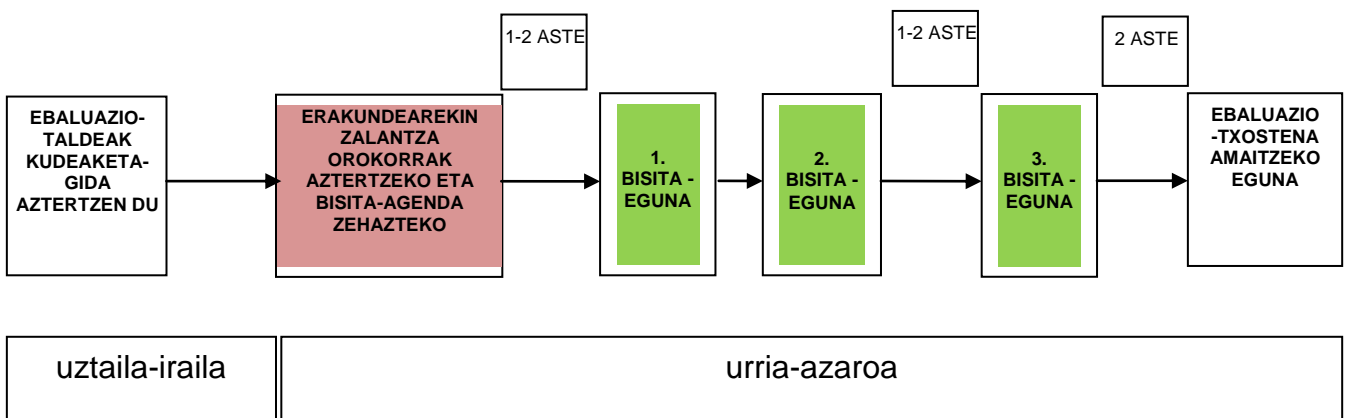 1-2 ASTE
1-2 ASTE
2 ASTE
EBALUAZIO-
TALDEAK
KUDEAKETA-
GIDA
AZTERTZEN DU
ERAKUNDEAREKIN
ZALANTZA
OROKORRAK
AZTERTZEKO ETA
BISITA-AGENDA
ZEHAZTEKO
1.
BISITA -
EGUNA
2.
BISITA -
EGUNA
3.
BISITA -
EGUNA
EBALUAZIO
-TXOSTENA
AMAITZEKO
EGUNA
uztaila-iraila
urria-azaroa